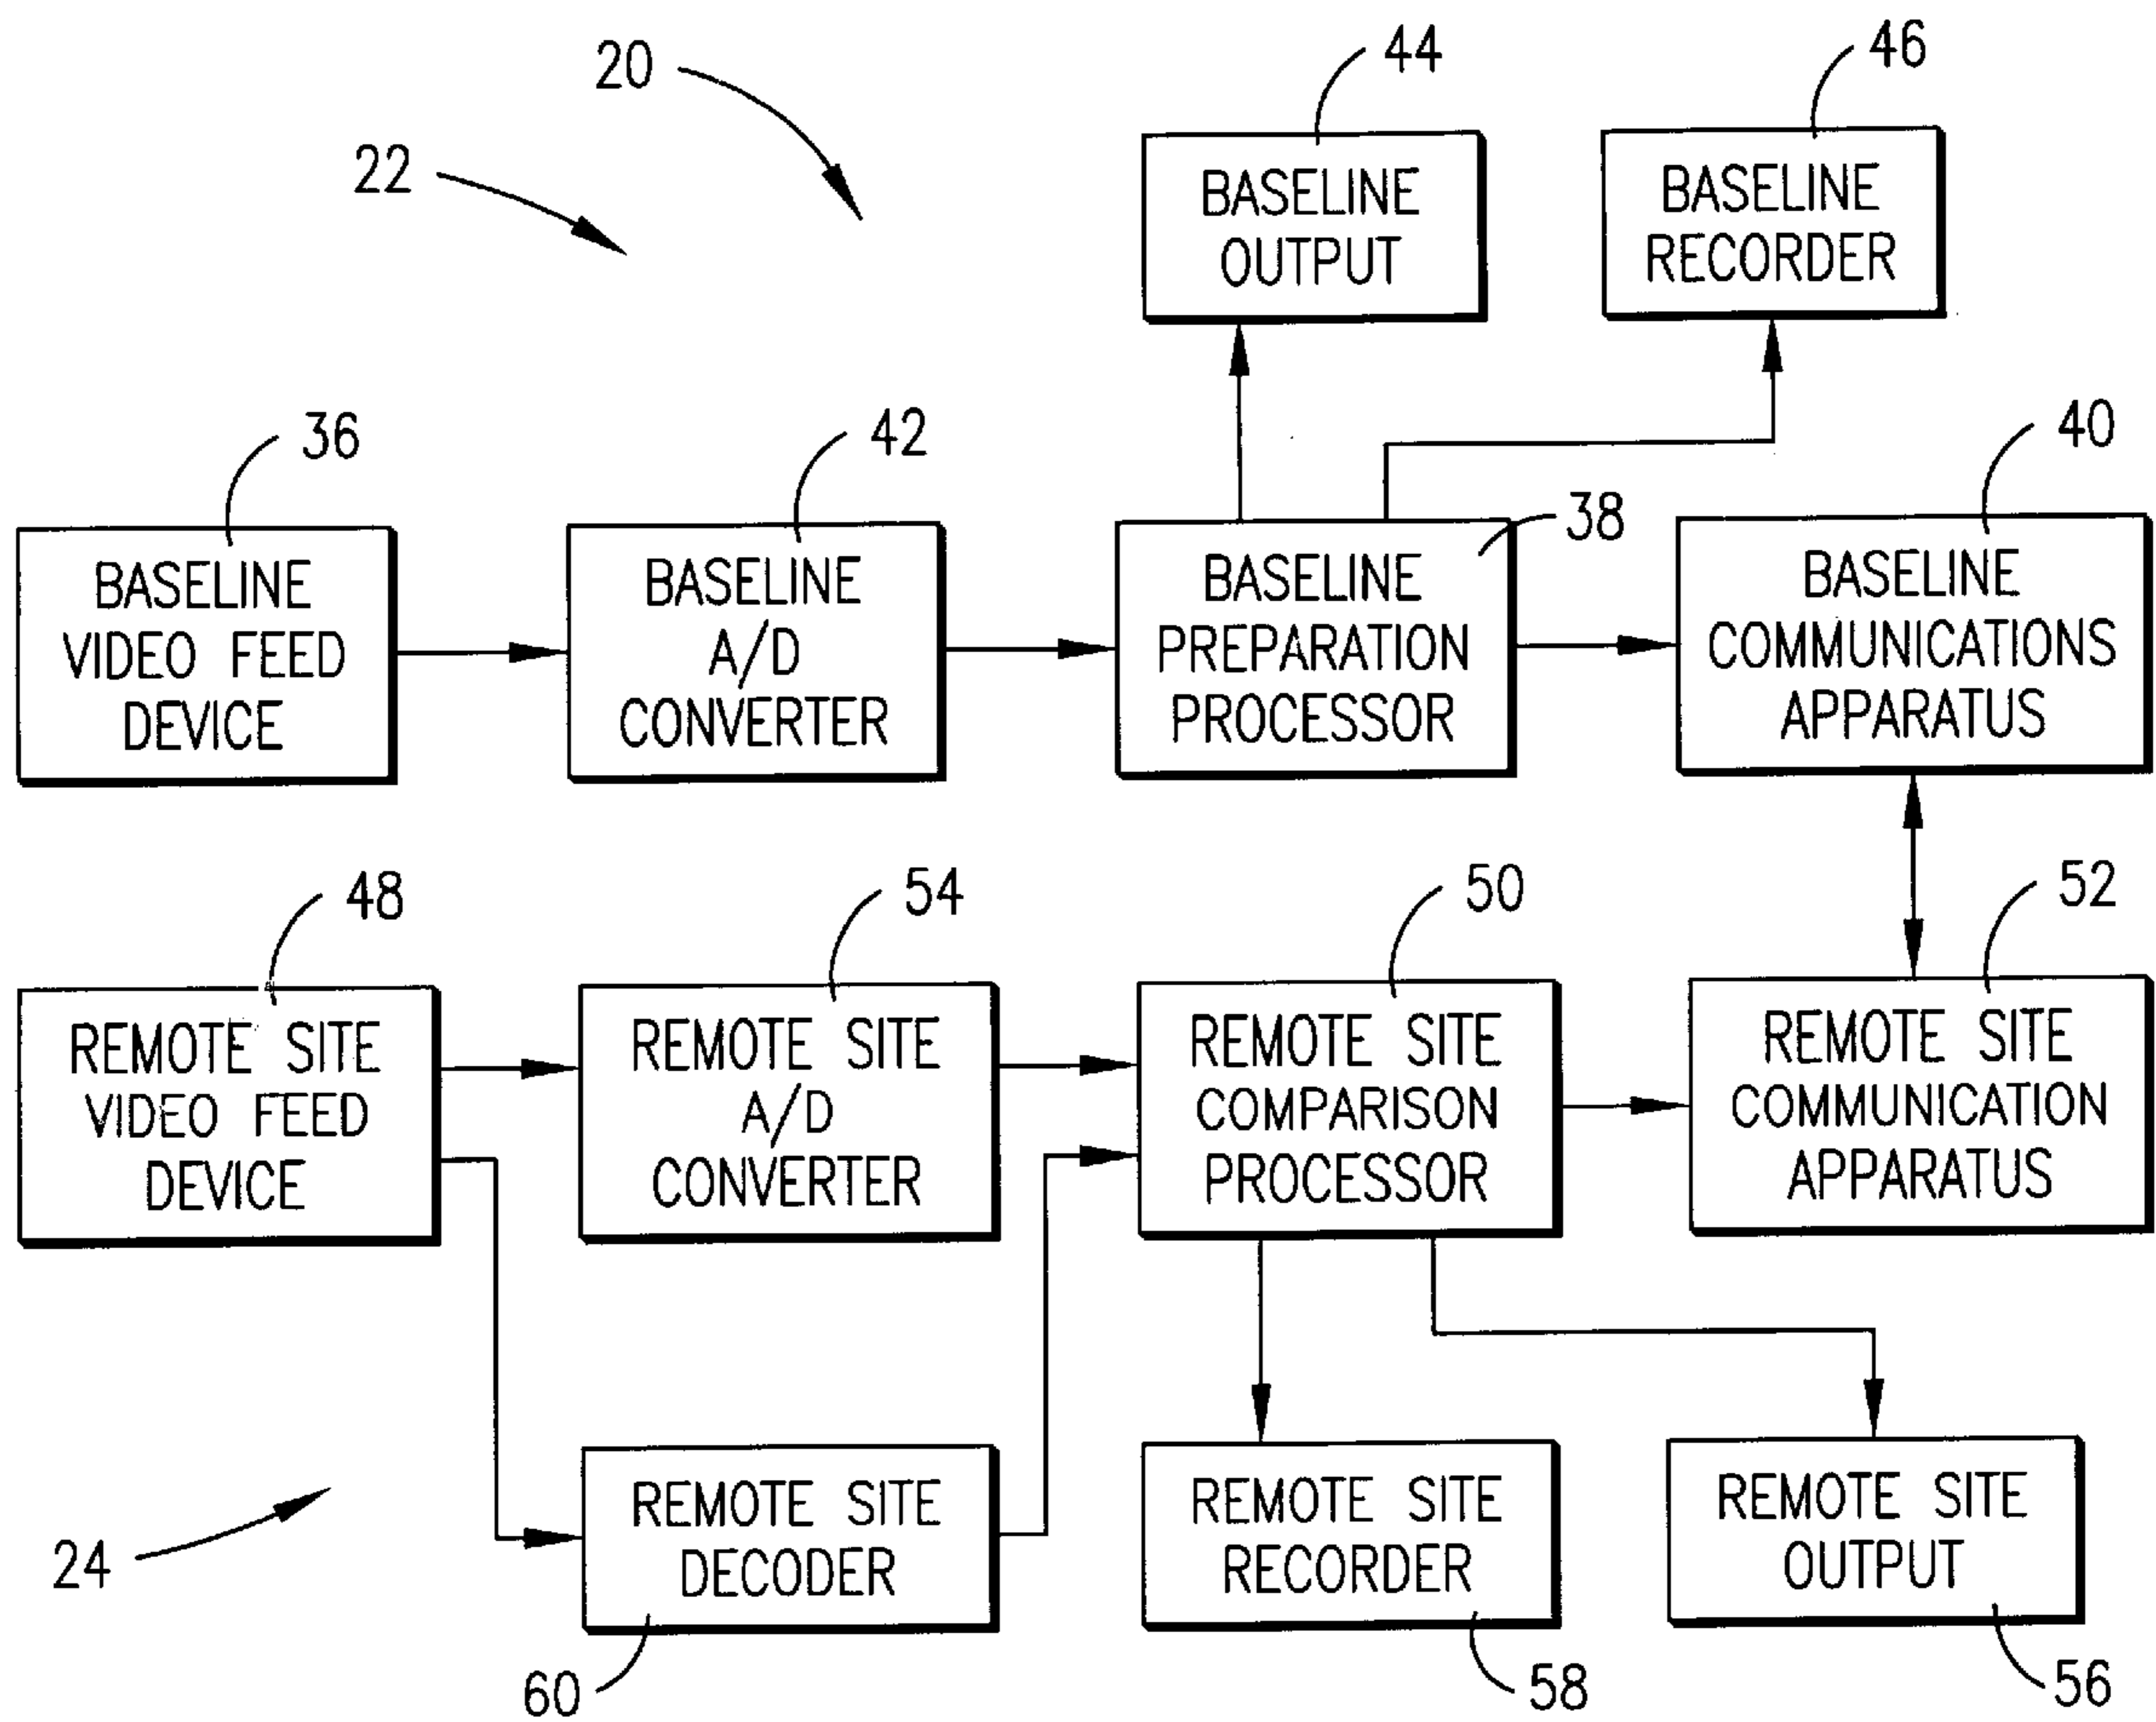 20
22
44
BASELINE
OUTPUT
46
BASELINE
RECORDER
36
BASELINE
VIDEO FEED
DEVICE
42
BASELINE
A/D
CONVERTER
38
BASELINE
PREPARATION
PROCESSOR
40
BASELINE
COMMUNICATIONS
APPARATUS
48
REMOTE SITE
VIDEO FEED
DEVICE
54
REMOTE SITE
A/D
CONVERTER
50
REMOTE SITE
COMPARISON
PROCESSOR
52
REMOTE SITE
COMMUNICATION
APPARATUS
24
REMOTE SITE
DECODER
60
REMOTE SITE
RECORDER
58
REMOTE SITE
OUTPUT
56